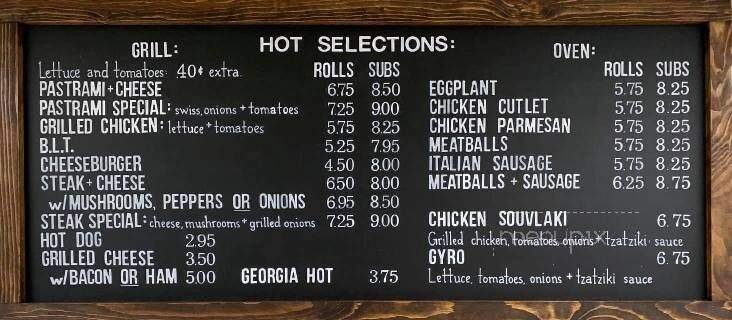 HOT SELECTIONS:
GRILL:
Lettuce and tomatoes: 40¢ extra.
ROLLS SUBS
PASTRAMI + CHEESE 6.75 8.50
PASTRAMI SPECIAL: swiss, onions + tomatoes 7.25 9.00
GRILLED CHICKEN: lettuce + tomatoes 5.75 8.25
B.L.T. 5.25 7.95
CHEESEBURGER 4.50 8.00
STEAK + CHEESE 6.50 8.00
w/MUSHROOMS, PEPPERS OR ONIONS 6.95 8.50
STEAK SPECIAL: cheese, mushrooms + grilled onions 7.25 9.00
HOT DOG 2.95
GRILLED CHEESE 3.50
w/BACON OR HAM 5.00 GEORGIA HOT 3.75
OVEN:
ROLLS SUBS
EGGPLANT 5.75 8.25
CHICKEN CUTLET 5.75 8.25
CHICKEN PARMESAN 5.75 8.25
MEATBALLS 5.75 8.25
ITALIAN SAUSAGE 5.75 8.25
MEATBALLS + SAUSAGE 6.25 8.75
CHICKEN SOUVLAKI 6.75
Grilled chicken, tomatoes, onions + tzatziki sauce
GYRO 6.75
Lettuce, tomatoes, onions + tzatziki sauce
menupix